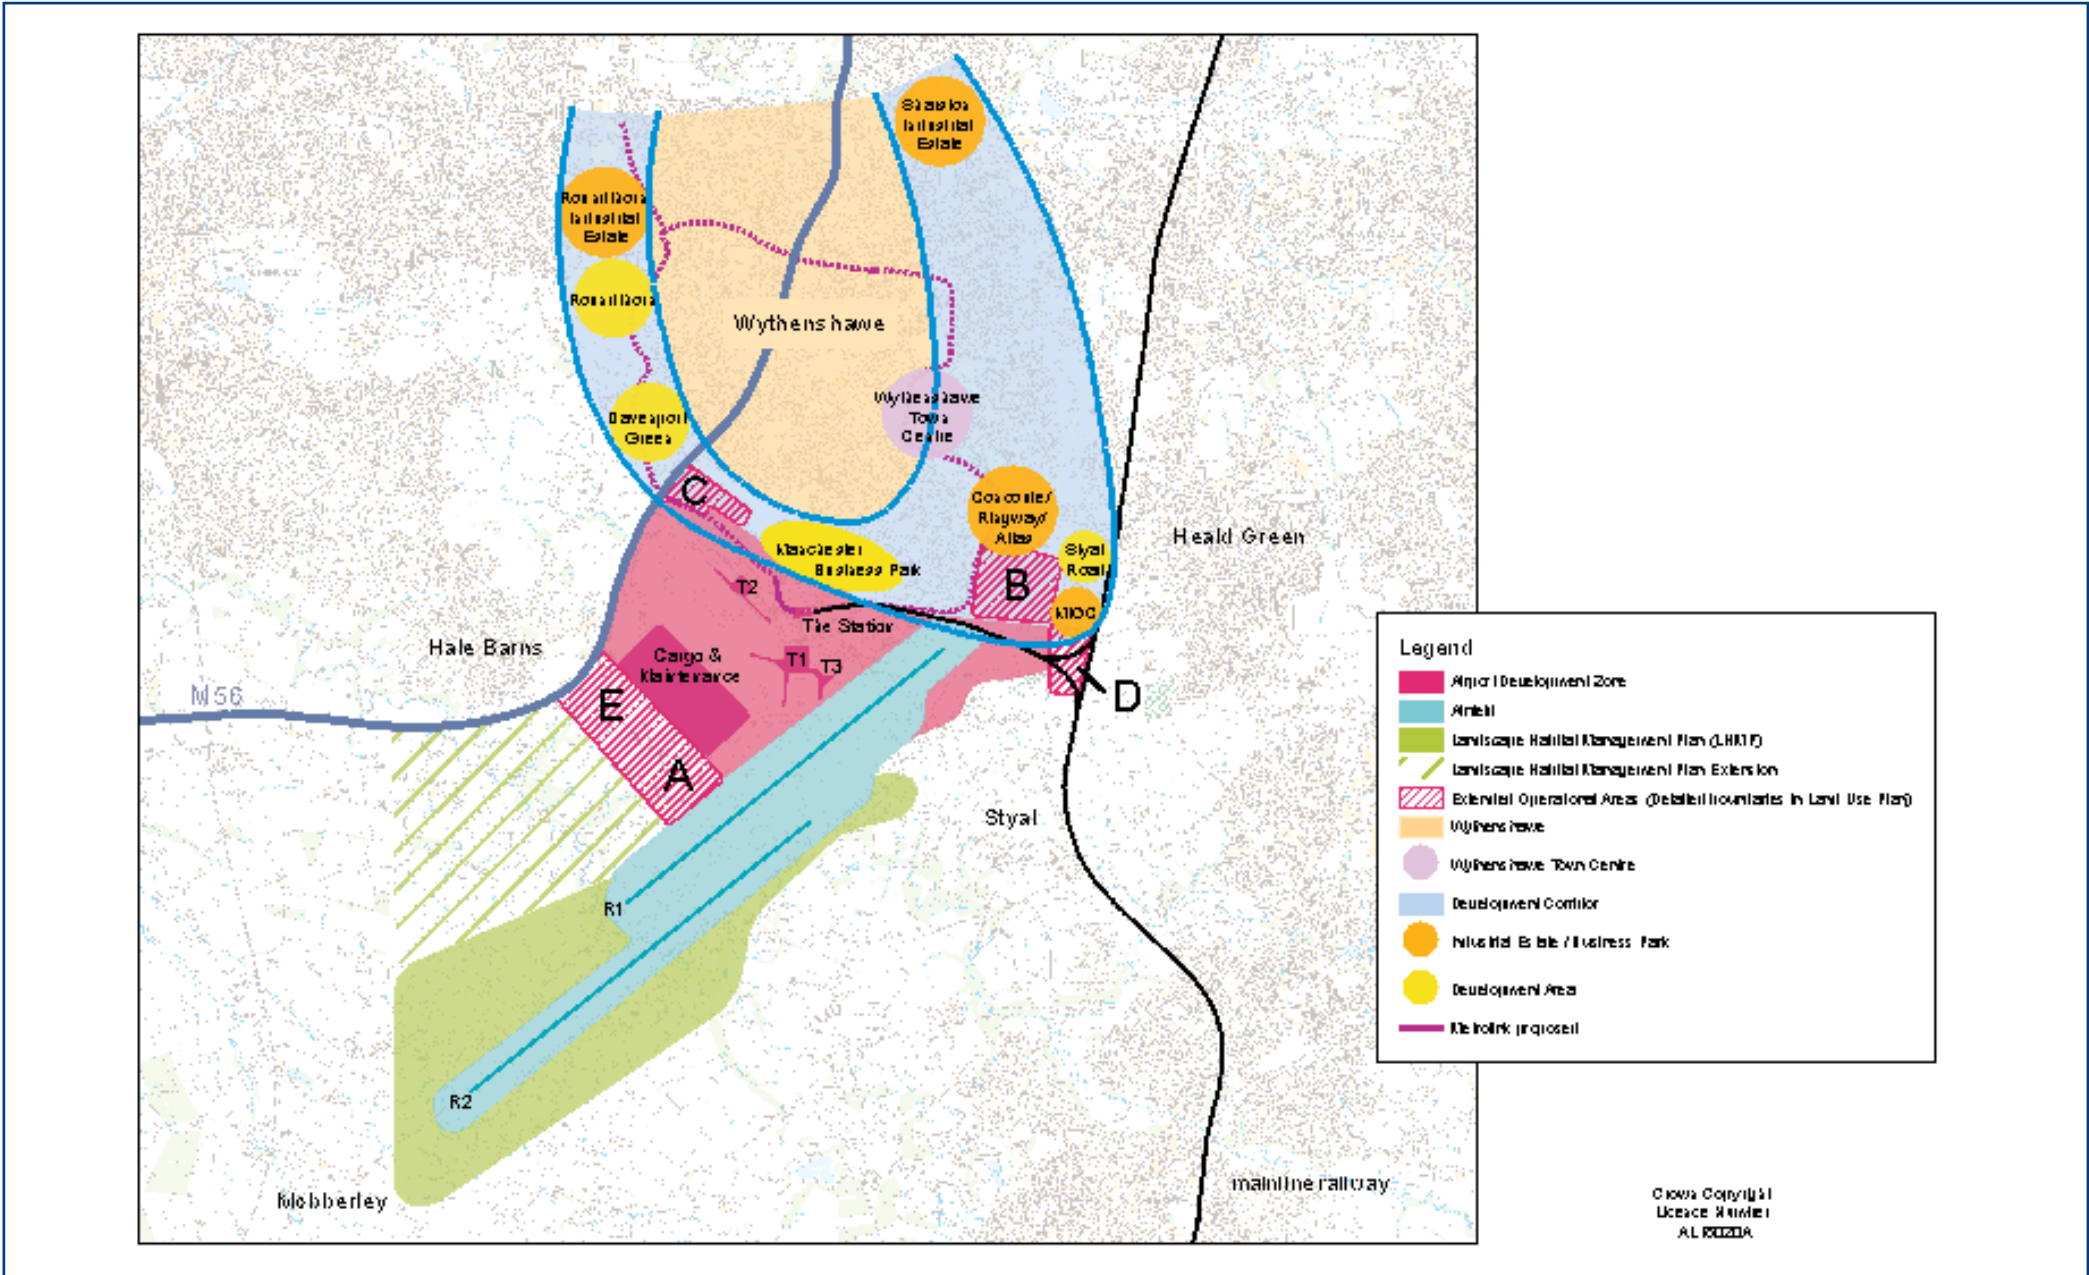 Sharston
Industrial
Estate
Roundthorn
Industrial
Estate
Roundthorn
Wythenshawe
Davenport
Green
Wythenshawe
Town
Centre
C
Ringway/
Atlas
Heald Green
Manchester
Business Park
Styal
Road
B
T2
The Station
Hale Barns
Cargo &
Maintenance
T1
T3
M56
E
D
A
Styal
R1
R2
Mobberley
mainline railway
Legend
Airport Development Zone
Airfield
Landscape Habitat Management Plan (LHMP)
Landscape Habitat Management Plan Extension
Extended Operational Areas (Detailed boundaries in Land Use Plan)
Wythenshawe
Wythenshawe Town Centre
Development Corridor
Industrial Estate / Business Park
Development Area
Metrolink proposed
Crown Copyright
Licence Number